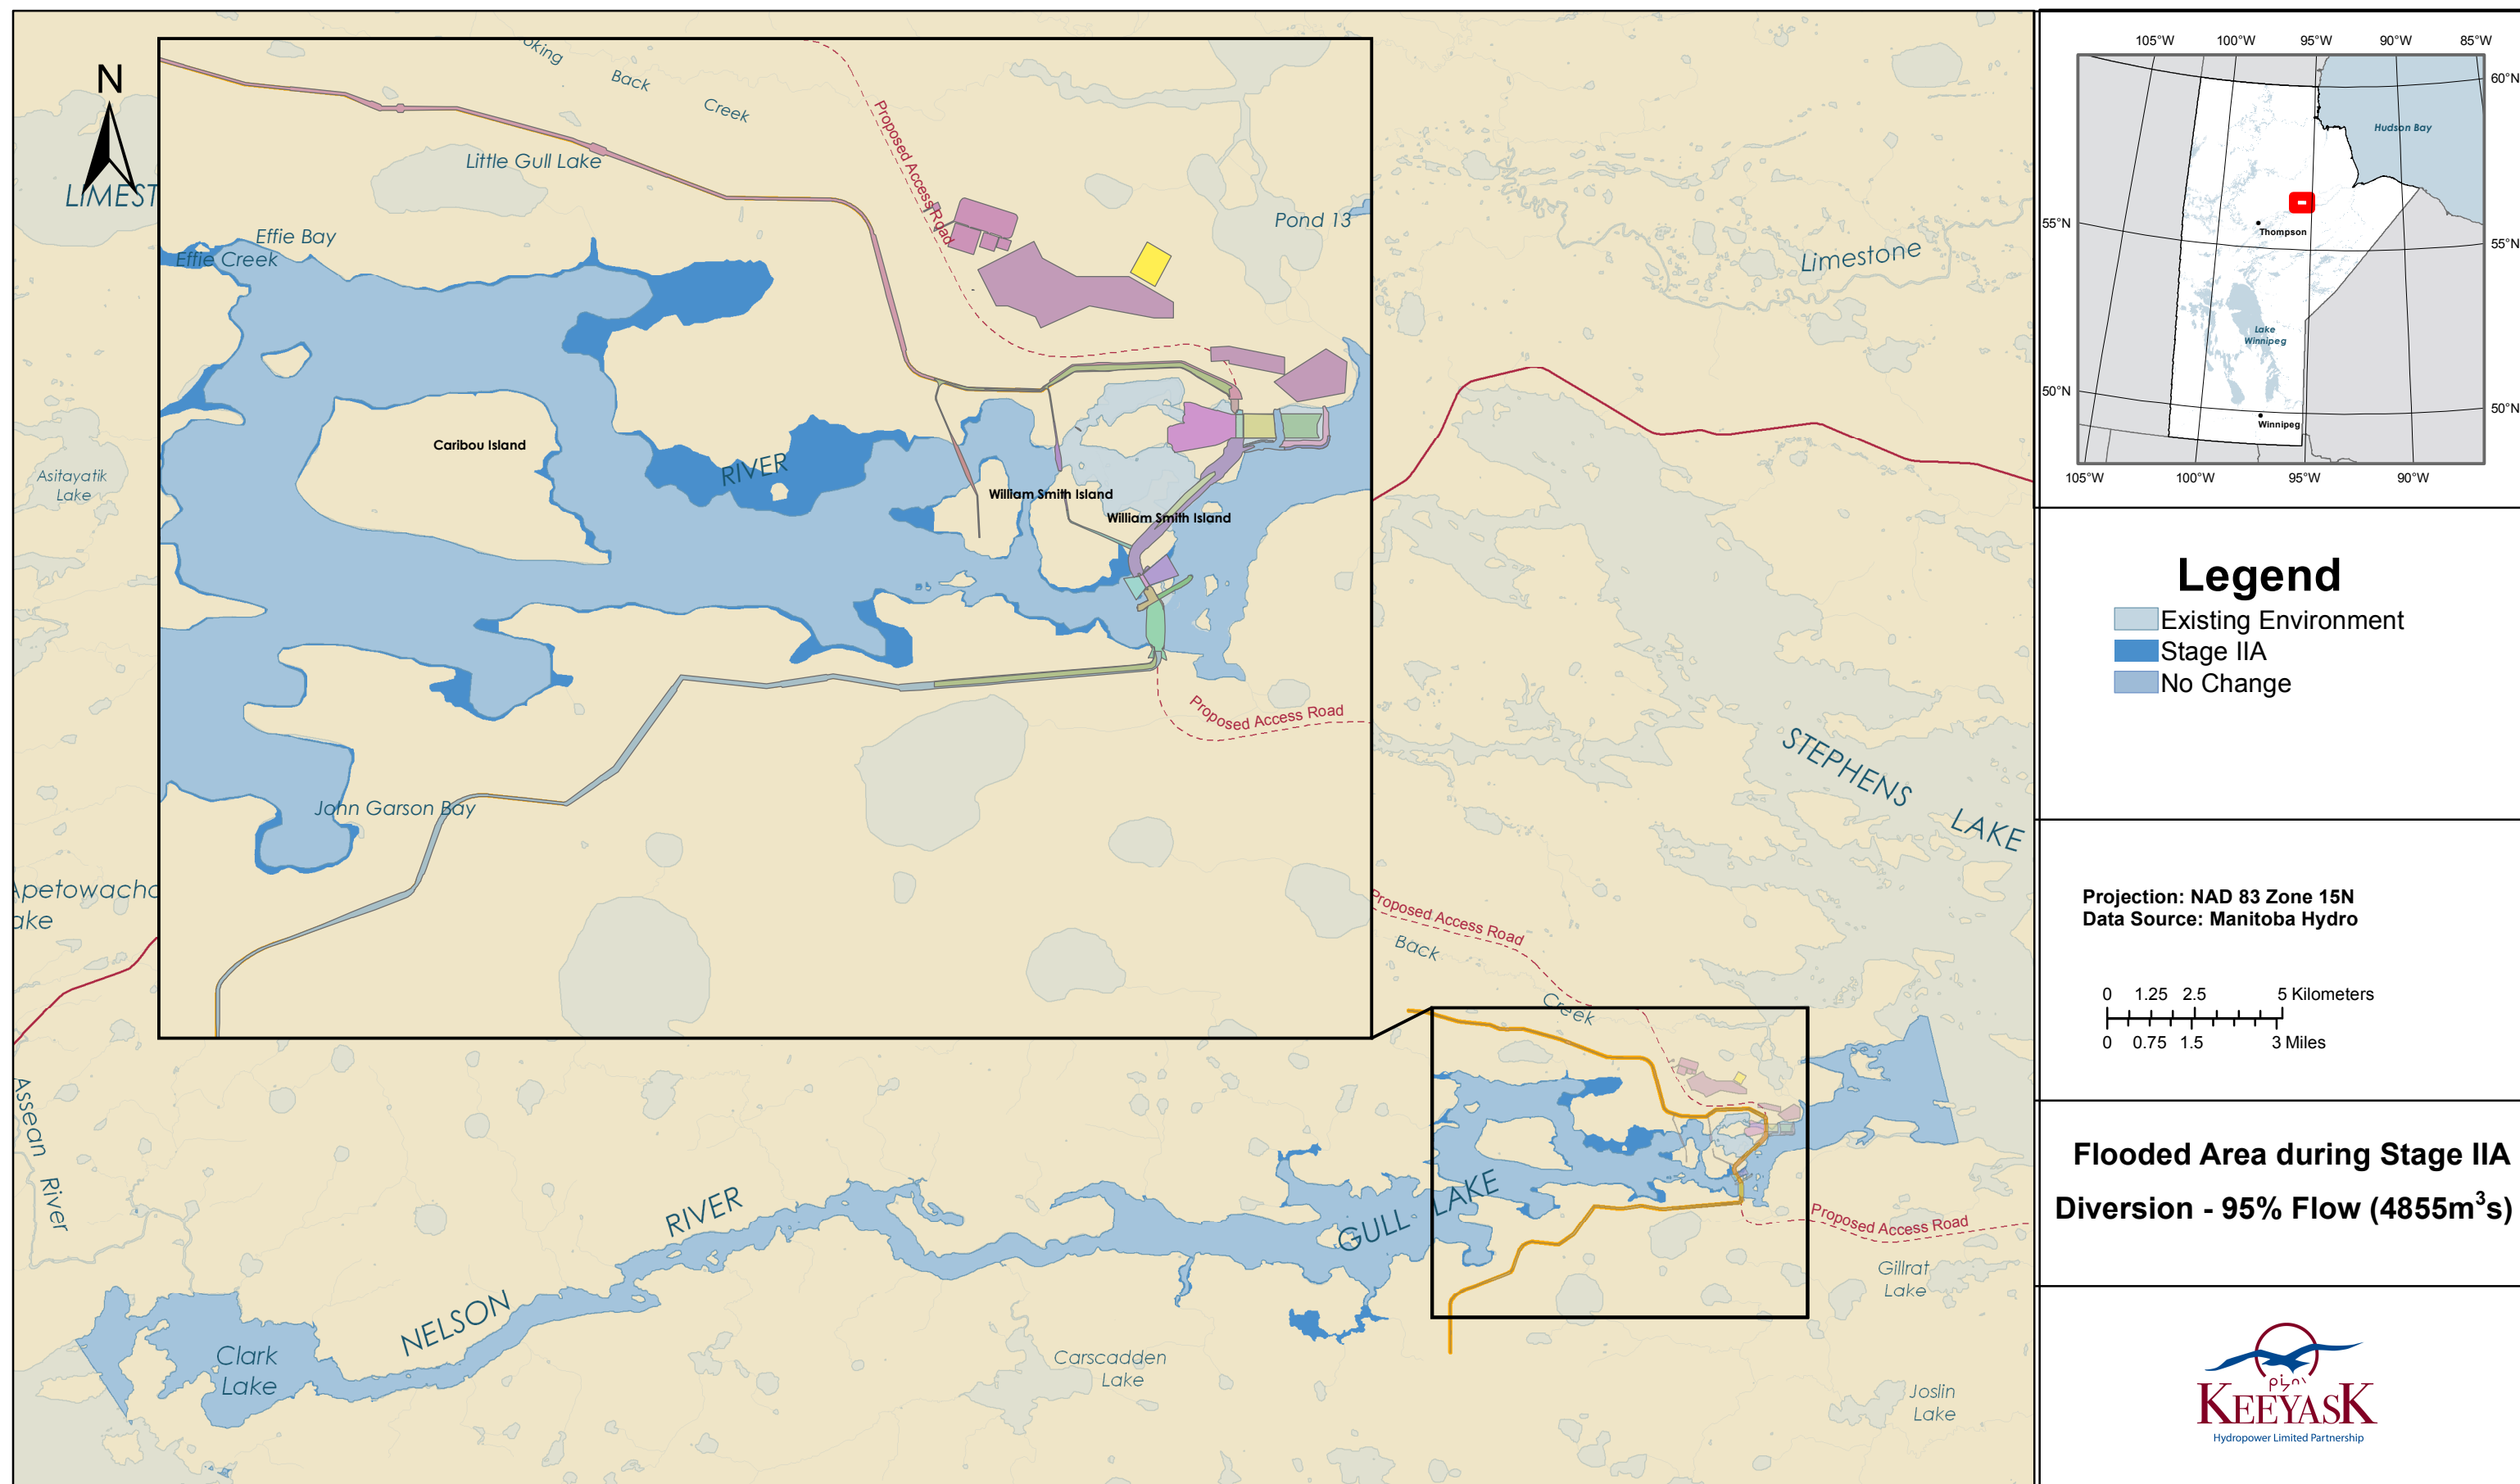 N
LIMEST
oking
Back
Creek
Little Gull Lake
Proposed Access Road
Pond 13
Effie Bay
Effie Creek
Limestone
Caribou Island
RIVER
Asitayatik
Lake
William Smith Island
William Smith Island
Proposed Access Road
STEPHENS
LAKE
John Garson Bay
Apetowacho
ake
Proposed Access Road
Back
Creek
Assean
River
RIVER
GULL LAKE
Proposed Access Road
NELSON
Clark
Lake
Carscadden
Lake
Gillrat
Lake
Joslin
Lake
105°W 100°W 95°W 90°W 85°W
60°N
Hudson Bay
55°N
Thompson
55°N
Lake
Winnipeg
50°N
50°N
Winnipeg
105°W 100°W 95°W 90°W
Legend
Existing Environment
Stage IIA
No Change
Projection: NAD 83 Zone 15N
Data Source: Manitoba Hydro
0 1.25 2.5 5 Kilometers
0 0.75 1.5 3 Miles
Flooded Area during Stage IIA
Diversion - 95% Flow (4855m³s)
KEEYASK
Hydropower Limited Partnership